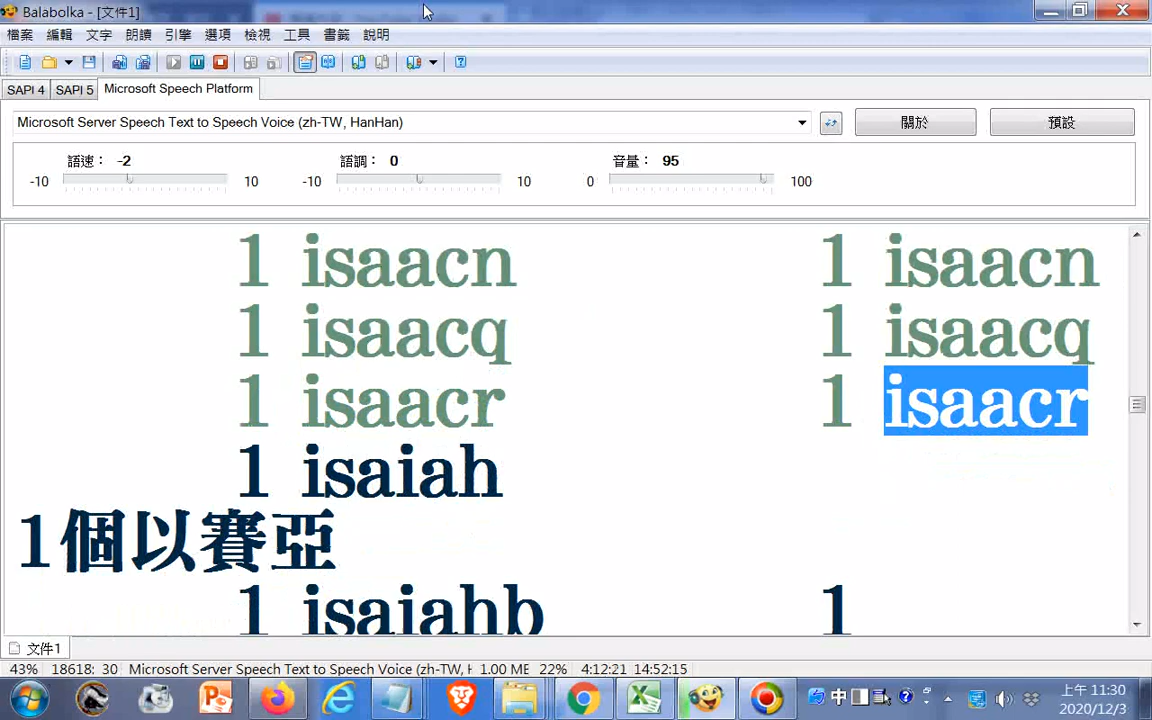 Balabolka - [文件1]
檔案 編輯 文字 朗讀 引擎 選項 檢視 工具 書籤 說明
SAPI 4 SAPI 5 Microsoft Speech Platform
Microsoft Server Speech Text to Speech Voice (zh-TW, HanHan) 關於 預設
語速： -2 語調： 0 音量： 95
-10 10 -10 10 0 100
1 isaacn 1 isaacn
1 isaacq 1 isaacq
1 isaacr 1 isaacr
1 isaiah
1個以賽亞
1 isaiahb 1
文件1
43% 18618: 30 Microsoft Server Speech Text to Speech Voice (zh-TW, H 1.00 ME 22% 4:12:21 14:52:15
中 上午 11:30
2020/12/3